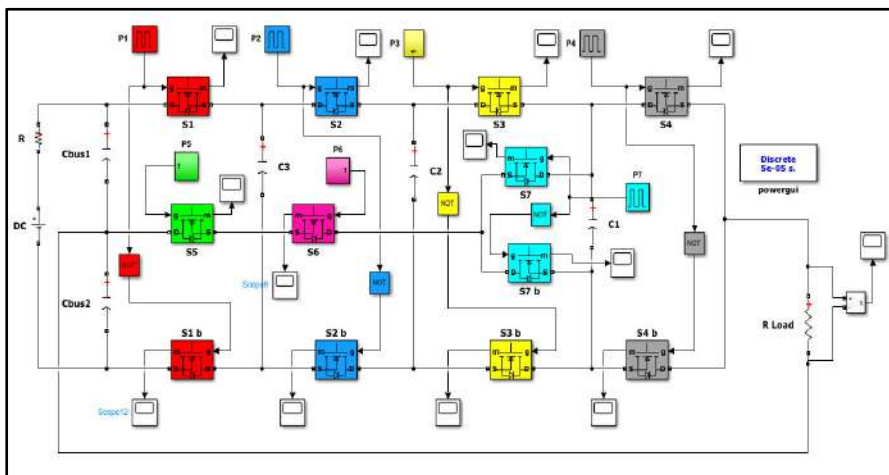 P1
P2
P3
P4
S1
S2
S3
S4
R
Cbus1
P5
C3
P6
C2
S7
P7
Discrete
5e-05 s.
powergui
DC
S5
S6
NOT
NOT
C1
NOT
NOT
NOT
S7 b
Cbus2
Scope6
S1 b
S2 b
S3 b
S4 b
R Load
Scope12
g
m
g
m
g
m
g
m
S
D
S
D
S
D
S
D